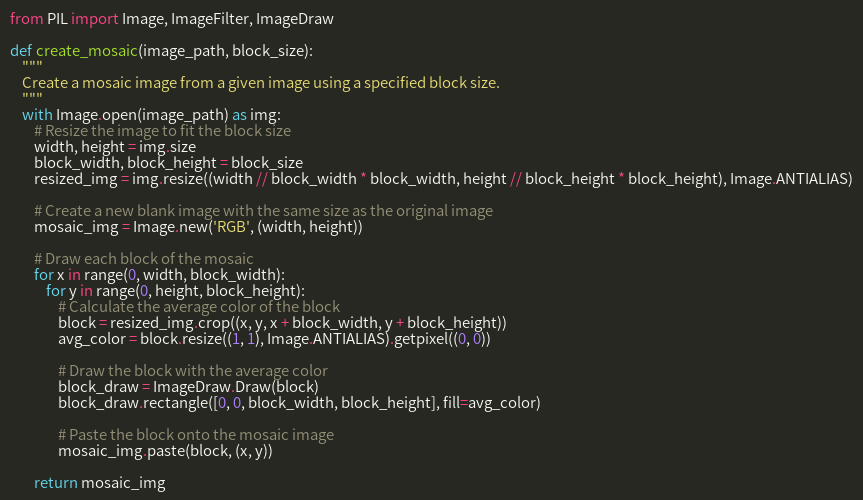 from PIL import Image, ImageFilter, ImageDraw
def create_mosaic(image_path, block_size):
"""
Create a mosaic image from a given image using a specified block size.
"""
with Image.open(image_path) as img:
# Resize the image to fit the block size
width, height = img.size
block_width, block_height = block_size
resized_img = img.resize((width // block_width * block_width, height // block_height * block_height), Image.ANTIALIAS)
# Create a new blank image with the same size as the original image
mosaic_img = Image.new('RGB', (width, height))
# Draw each block of the mosaic
for x in range(0, width, block_width):
for y in range(0, height, block_height):
# Calculate the average color of the block
block = resized_img.crop((x, y, x + block_width, y + block_height))
avg_color = block.resize((1, 1), Image.ANTIALIAS).getpixel((0, 0))
# Draw the block with the average color
block_draw = ImageDraw.Draw(block)
block_draw.rectangle([0, 0, block_width, block_height], fill=avg_color)
# Paste the block onto the mosaic image
mosaic_img.paste(block, (x, y))
return mosaic_img